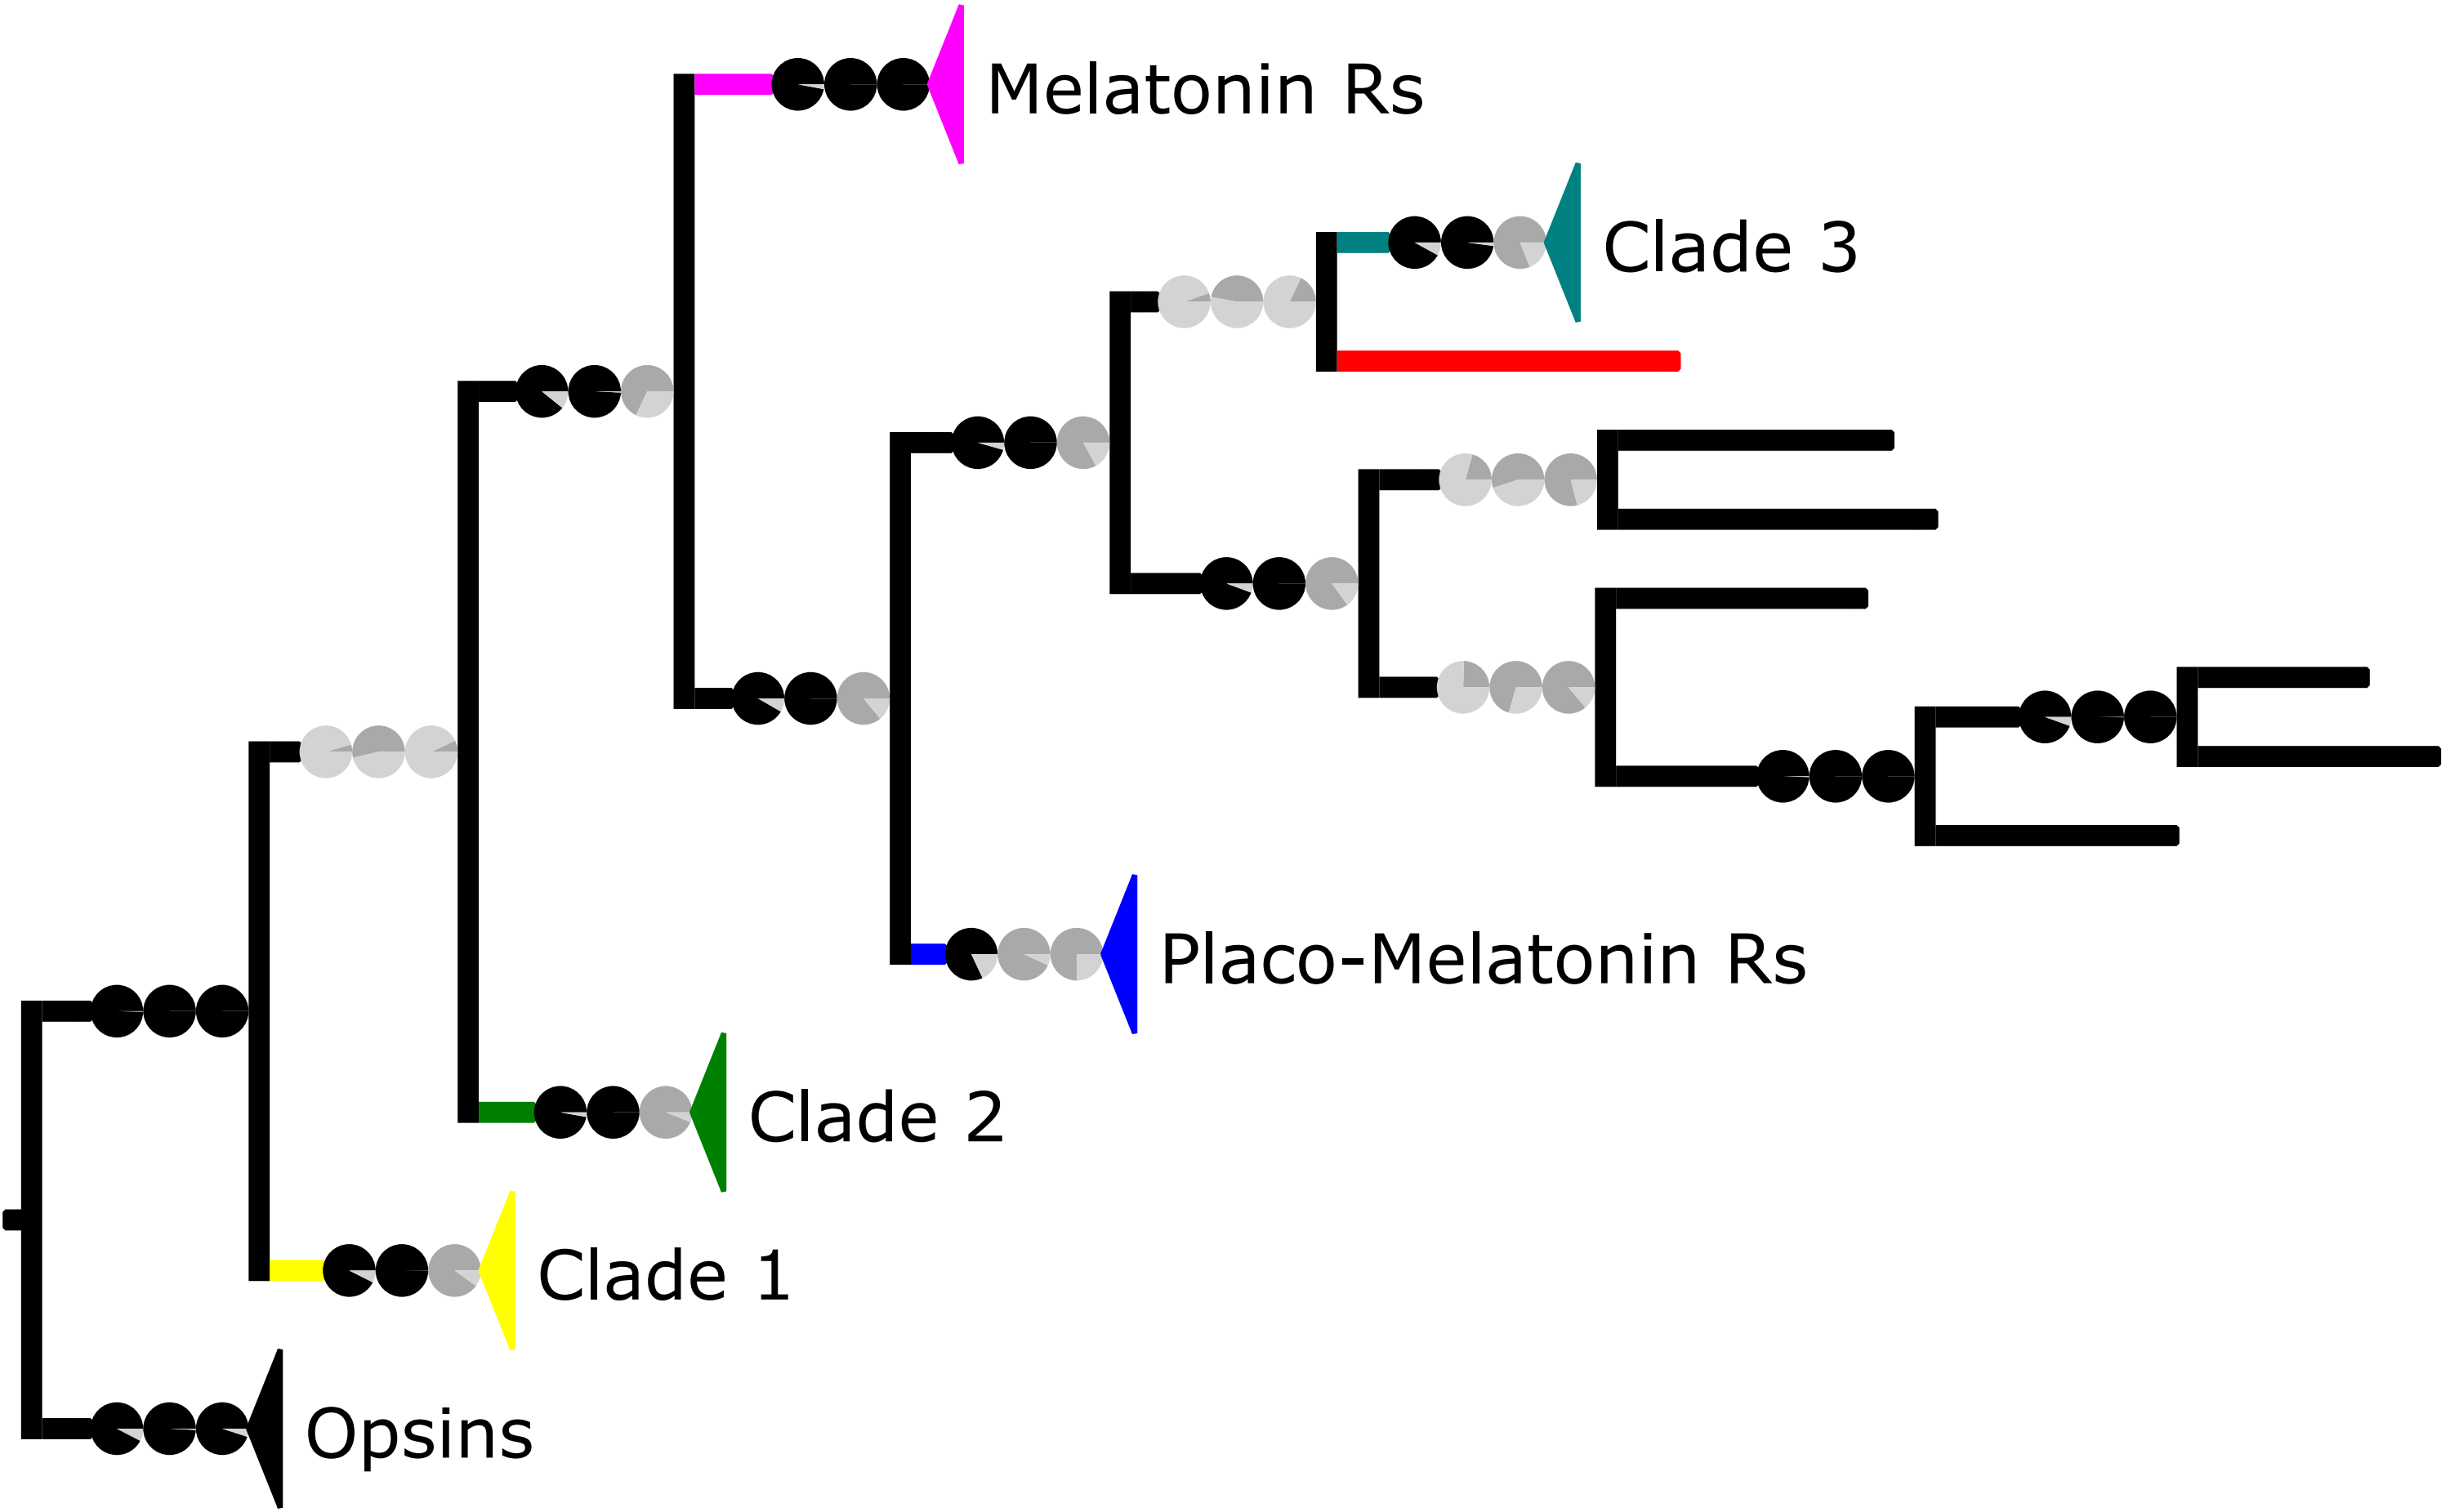 Melatonin Rs
Clade 3
Placo-Melatonin Rs
Clade 2
Clade 1
Opsins